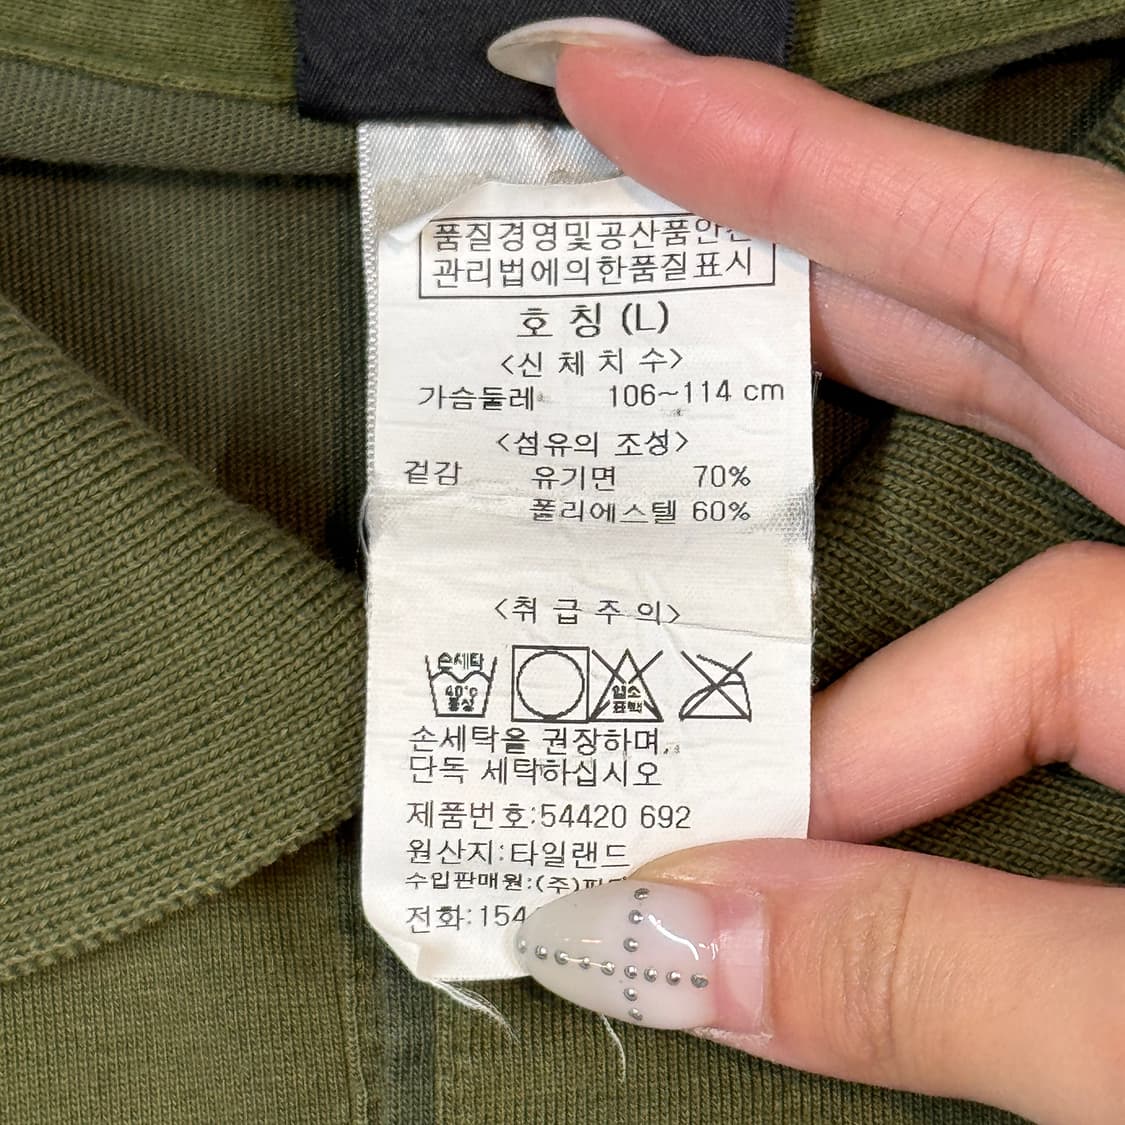 품질경영및공산품안전
관리법에의한품질표시
호칭 (L)
<신체치수>
가슴둘레 106~114 cm
<섬유의 조성>
겉감 유기면 70%
폴리에스텔 60%
<취급주의>
손세탁
40°C
중성
염소
표백
손세탁을 권장하며,
단독 세탁하십시오
제품번호:54420 692
원산지:타일랜드
수입판매원:(주)
전화:154